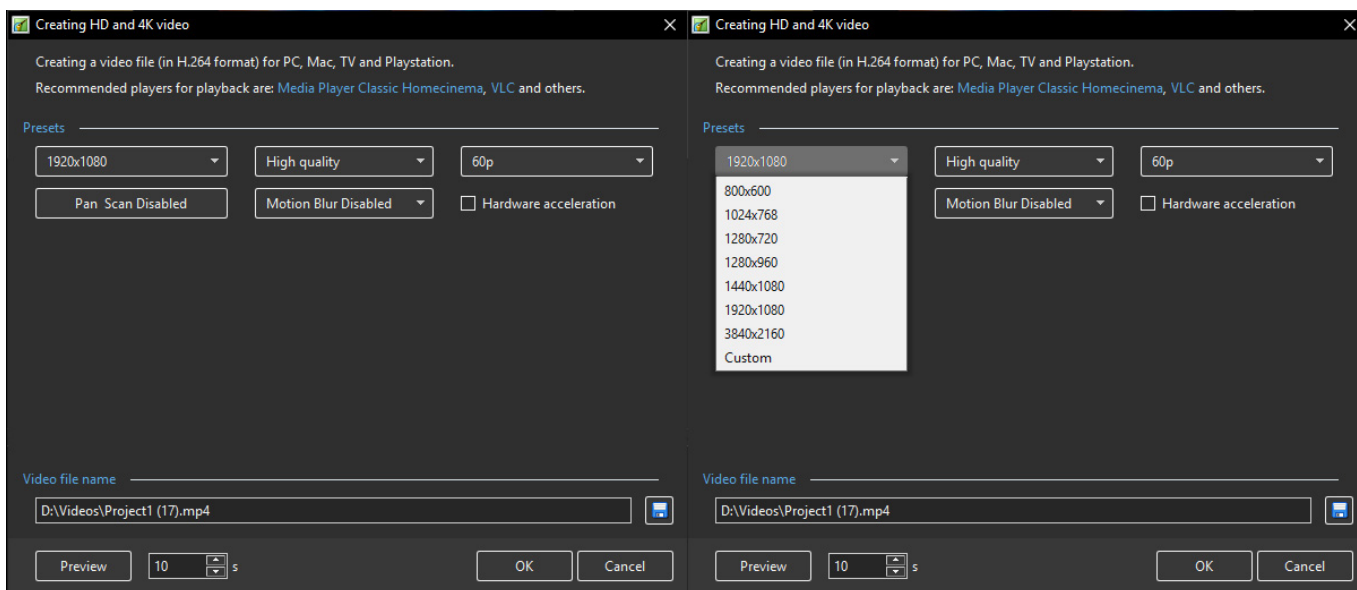 Creating HD and 4K video
Creating a video file (in H.264 format) for PC, Mac, TV and Playstation.
Recommended players for playback are: Media Player Classic Homecinema, VLC and others.
Presets
1920x1080 High quality 60p
Pan Scan Disabled Motion Blur Disabled Hardware acceleration
Video file name
D:\Videos\Project1 (17).mp4
Preview 10 s OK Cancel
Creating HD and 4K video
Creating a video file (in H.264 format) for PC, Mac, TV and Playstation.
Recommended players for playback are: Media Player Classic Homecinema, VLC and others.
Presets
1920x1080 High quality 60p
800x600
1024x768
1280x720
1280x960
1440x1080
1920x1080
3840x2160
Custom
Motion Blur Disabled Hardware acceleration
Video file name
D:\Videos\Project1 (17).mp4
Preview 10 s OK Cancel